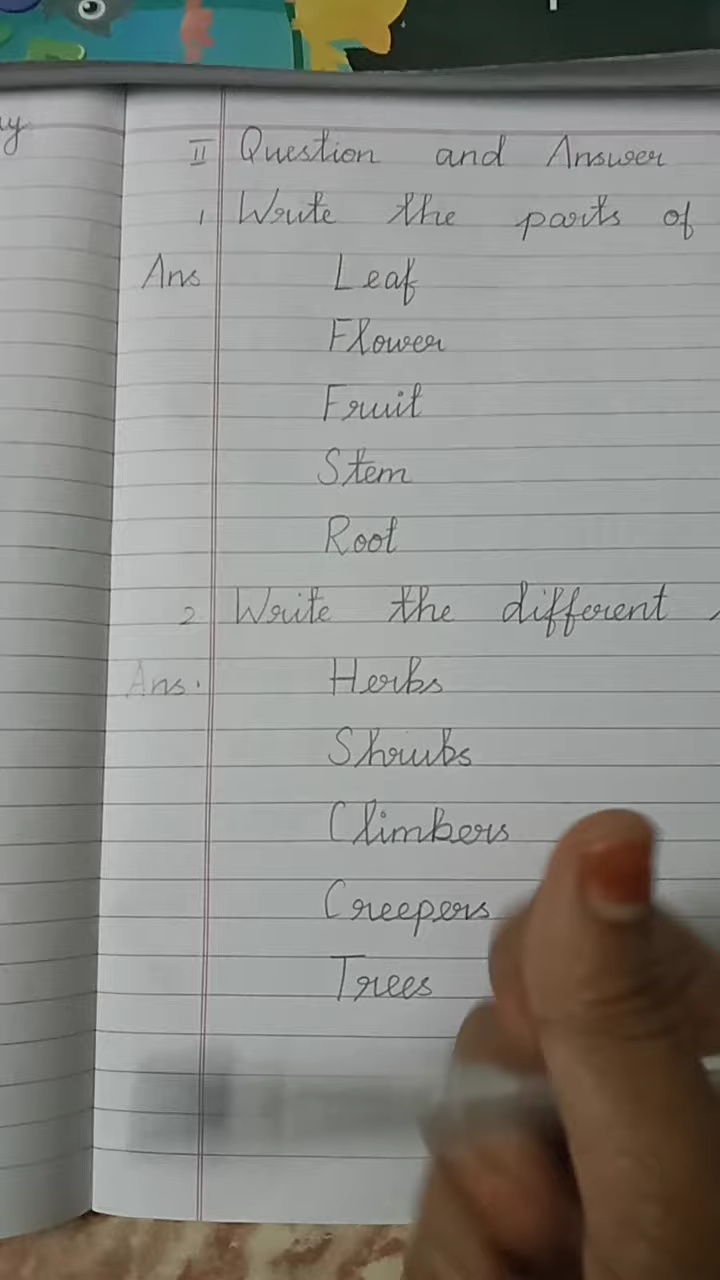 ay
II Question and Answer
1 Write the parts of
Ans Leaf
Flower
Fruit
Stem
Root
2. Write the different
Ans. Herbs
Shrubs
Climbers
Creepers
Trees